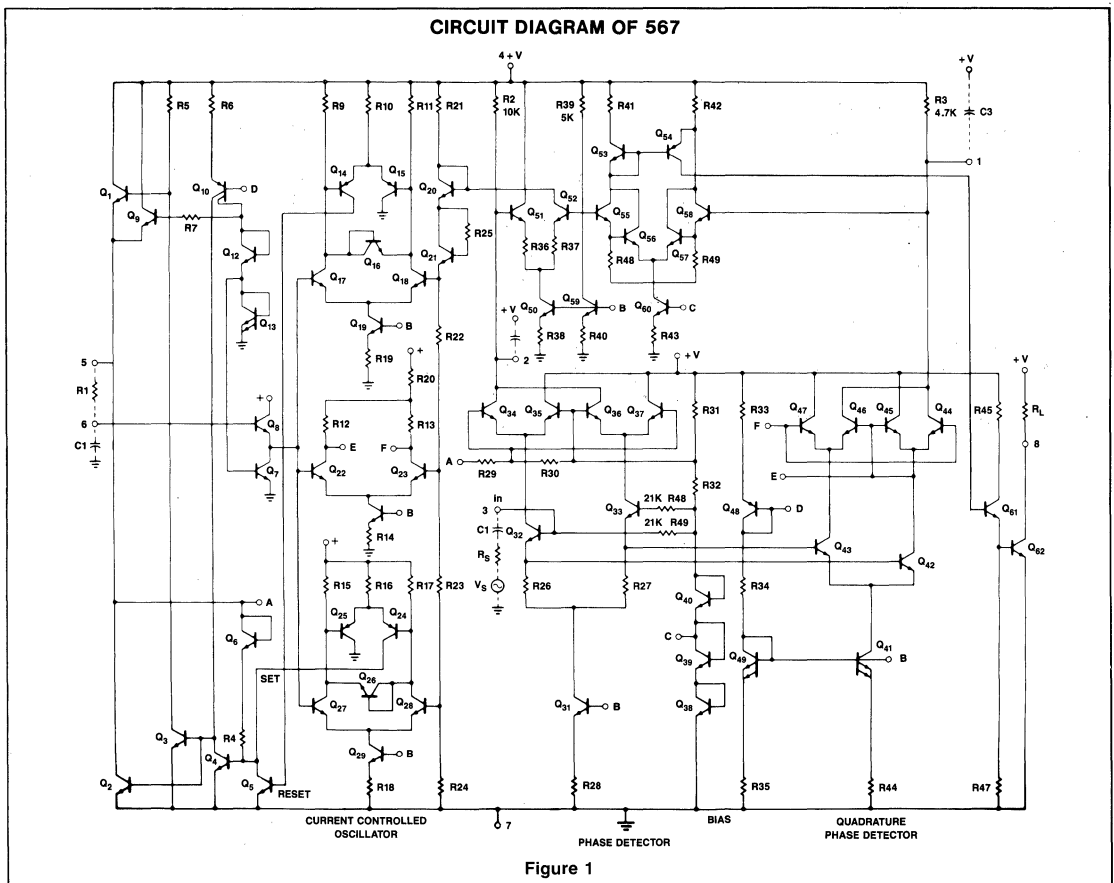 CIRCUIT DIAGRAM OF 567
4 +V
+V
R5
R6
R9
R10
R11
R21
R2
10K
R39
5K
R41
R42
R3
4.7K
C3
1
Q53
Q54
Q14
Q15
Q1
Q10
D
Q20
Q9
R7
Q51
Q52
Q55
Q58
Q12
R25
R36
R37
Q56
Q57
Q16
Q21
R48
R49
Q17
Q18
Q13
Q50
Q59
B
Q60
C
Q19
B
R22
+V
R38
R40
R43
R19
2
5
+
R20
+V
+V
R1
Q34
Q35
Q36
Q37
R31
R33
Q47
Q46
Q45
Q44
R45
RL
6
+
Q8
R12
R13
F
8
C1
E
F
A
R29
R30
Q7
Q22
Q23
R32
E
in
3
21K R48
Q33
Q48
D
Q61
B
C1
Q32
21K R49
R14
Q43
Q62
+
RS
Q42
R15
R16
R17
R23
VS
R26
R27
R34
A
Q25
Q24
Q40
Q6
C
SET
Q26
Q39
Q49
Q41
B
Q27
Q28
Q31
B
Q38
R4
Q3
Q4
Q29
B
Q2
Q5
RESET
R18
R24
R28
R35
R44
R47
CURRENT CONTROLLED
OSCILLATOR
7
PHASE DETECTOR
BIAS
QUADRATURE
PHASE DETECTOR
Figure 1